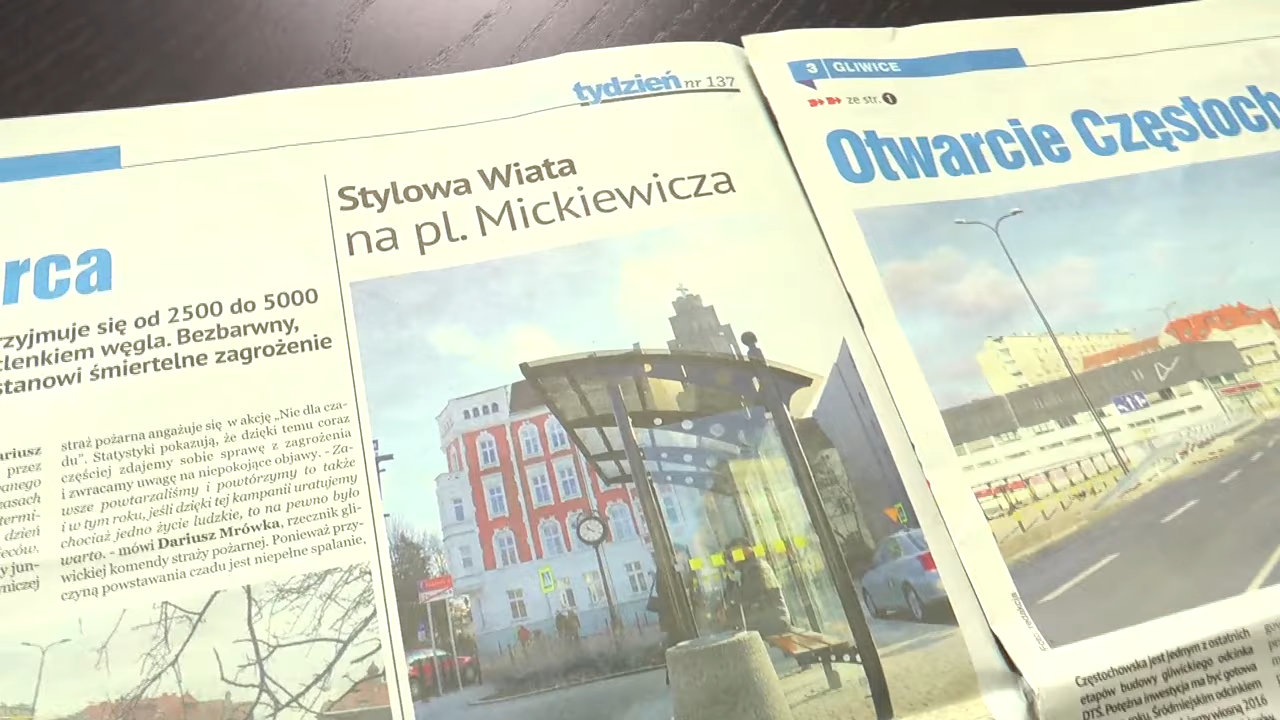 tydzień nr 137
rca
rzyjmuje się od 2500 do 5000
tlenkiem węgla. Bezbarwny,
stanowi śmiertelne zagrożenie
ariusz
przez
anego
zasach
termi-
dzień
eców,
y jun-
niczej
straż pożarna angażuje się w akcję „Nie dla cza-
du”. Statystyki pokazują, że dzięki temu coraz
częściej zdajemy sobie sprawę z zagrożenia
i zwracamy uwagę na niepokojące objawy. - Za-
wsze powtarzaliśmy i powtórzymy to także
i w tym roku, jeśli dzięki tej kampanii uratujemy
chociaż jedno życie ludzkie, to na pewno było
warto. - mówi Dariusz Mrówka, rzecznik gli-
wickiej komendy straży pożarnej. Ponieważ przy-
czyną powstawania czadu jest niepełne spalanie,
Stylowa Wiata
na pl. Mickiewicza
3 GLIWICE
ze str. 1
Otwarcie Częstoch
Fot.: redakcja
Częstochowska jest jednym z ostatnich
etapów budowy gliwickiego odcinka
DTŚ. Potężna inwestycja ma być gotowa
roku. Śródmiejskim odcinkiem
wiosną 2016